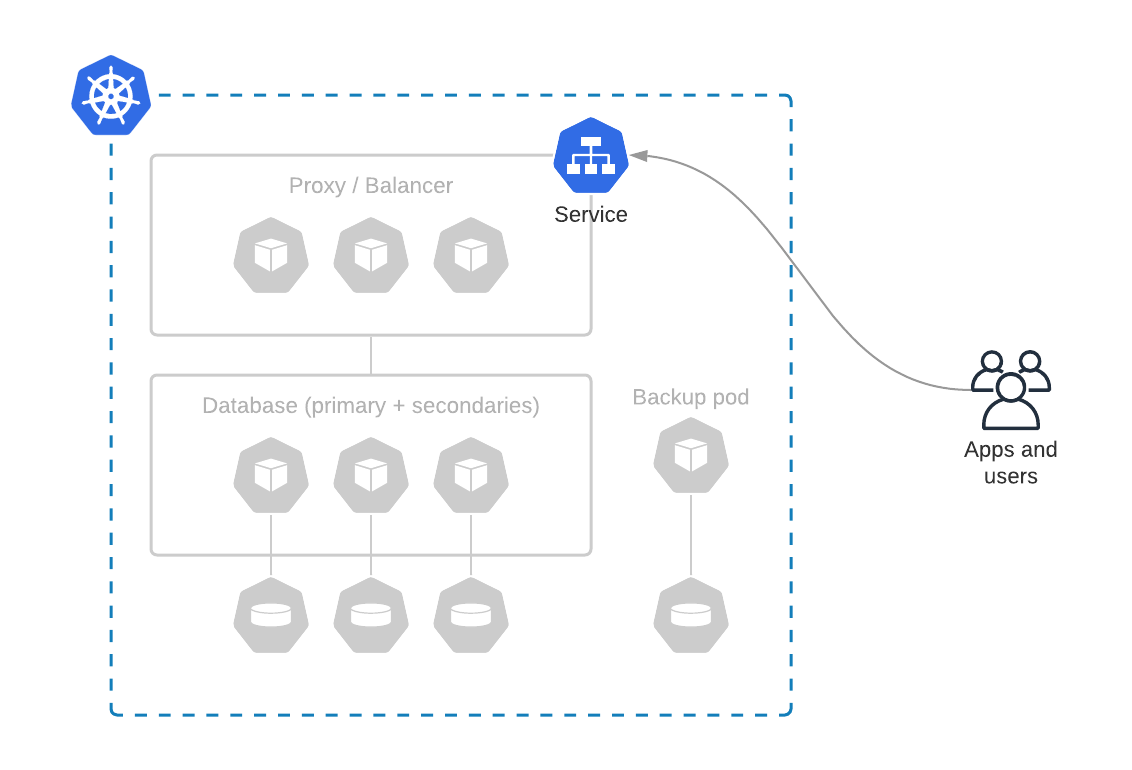 Proxy / Balancer
Service
Database (primary + secondaries)
Backup pod
Apps and
users